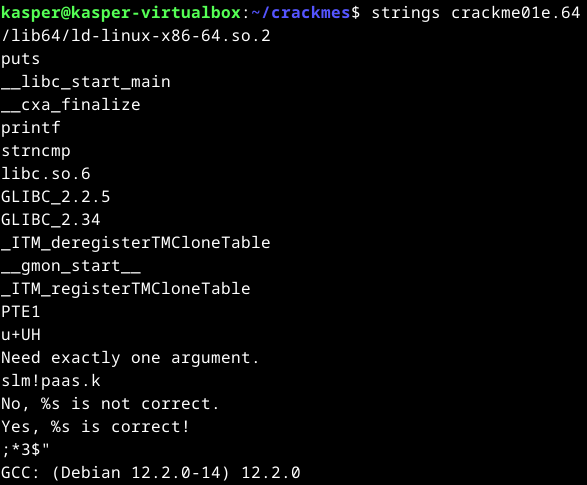 kasper@kasper-virtualbox:~/crackmes$ strings crackme01e.64
/lib64/ld-linux-x86-64.so.2
puts
__libc_start_main
__cxa_finalize
printf
strncmp
libc.so.6
GLIBC_2.2.5
GLIBC_2.34
_ITM_deregisterTMCloneTable
__gmon_start__
_ITM_registerTMCloneTable
PTE1
u+UH
Need exactly one argument.
slm!paas.k
No, %s is not correct.
Yes, %s is correct!
;*3$"
GCC: (Debian 12.2.0-14) 12.2.0